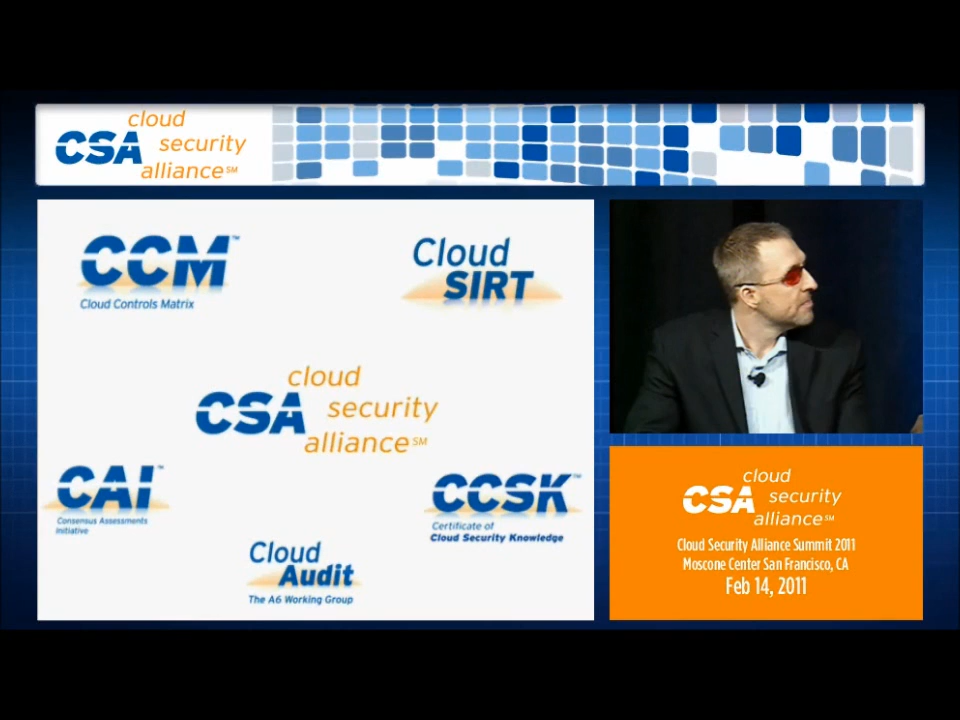 cloud
CSA security
alliance℠
CCM™
Cloud Controls Matrix
Cloud
SIRT
cloud
CSA security
alliance℠
CAI™
Consensus Assessments
Initiative
CCSK™
Certificate of
Cloud Security Knowledge
Cloud
Audit
The A6 Working Group
cloud
CSA security
alliance℠
Cloud Security Alliance Summit 2011
Moscone Center San Francisco, CA
Feb 14, 2011